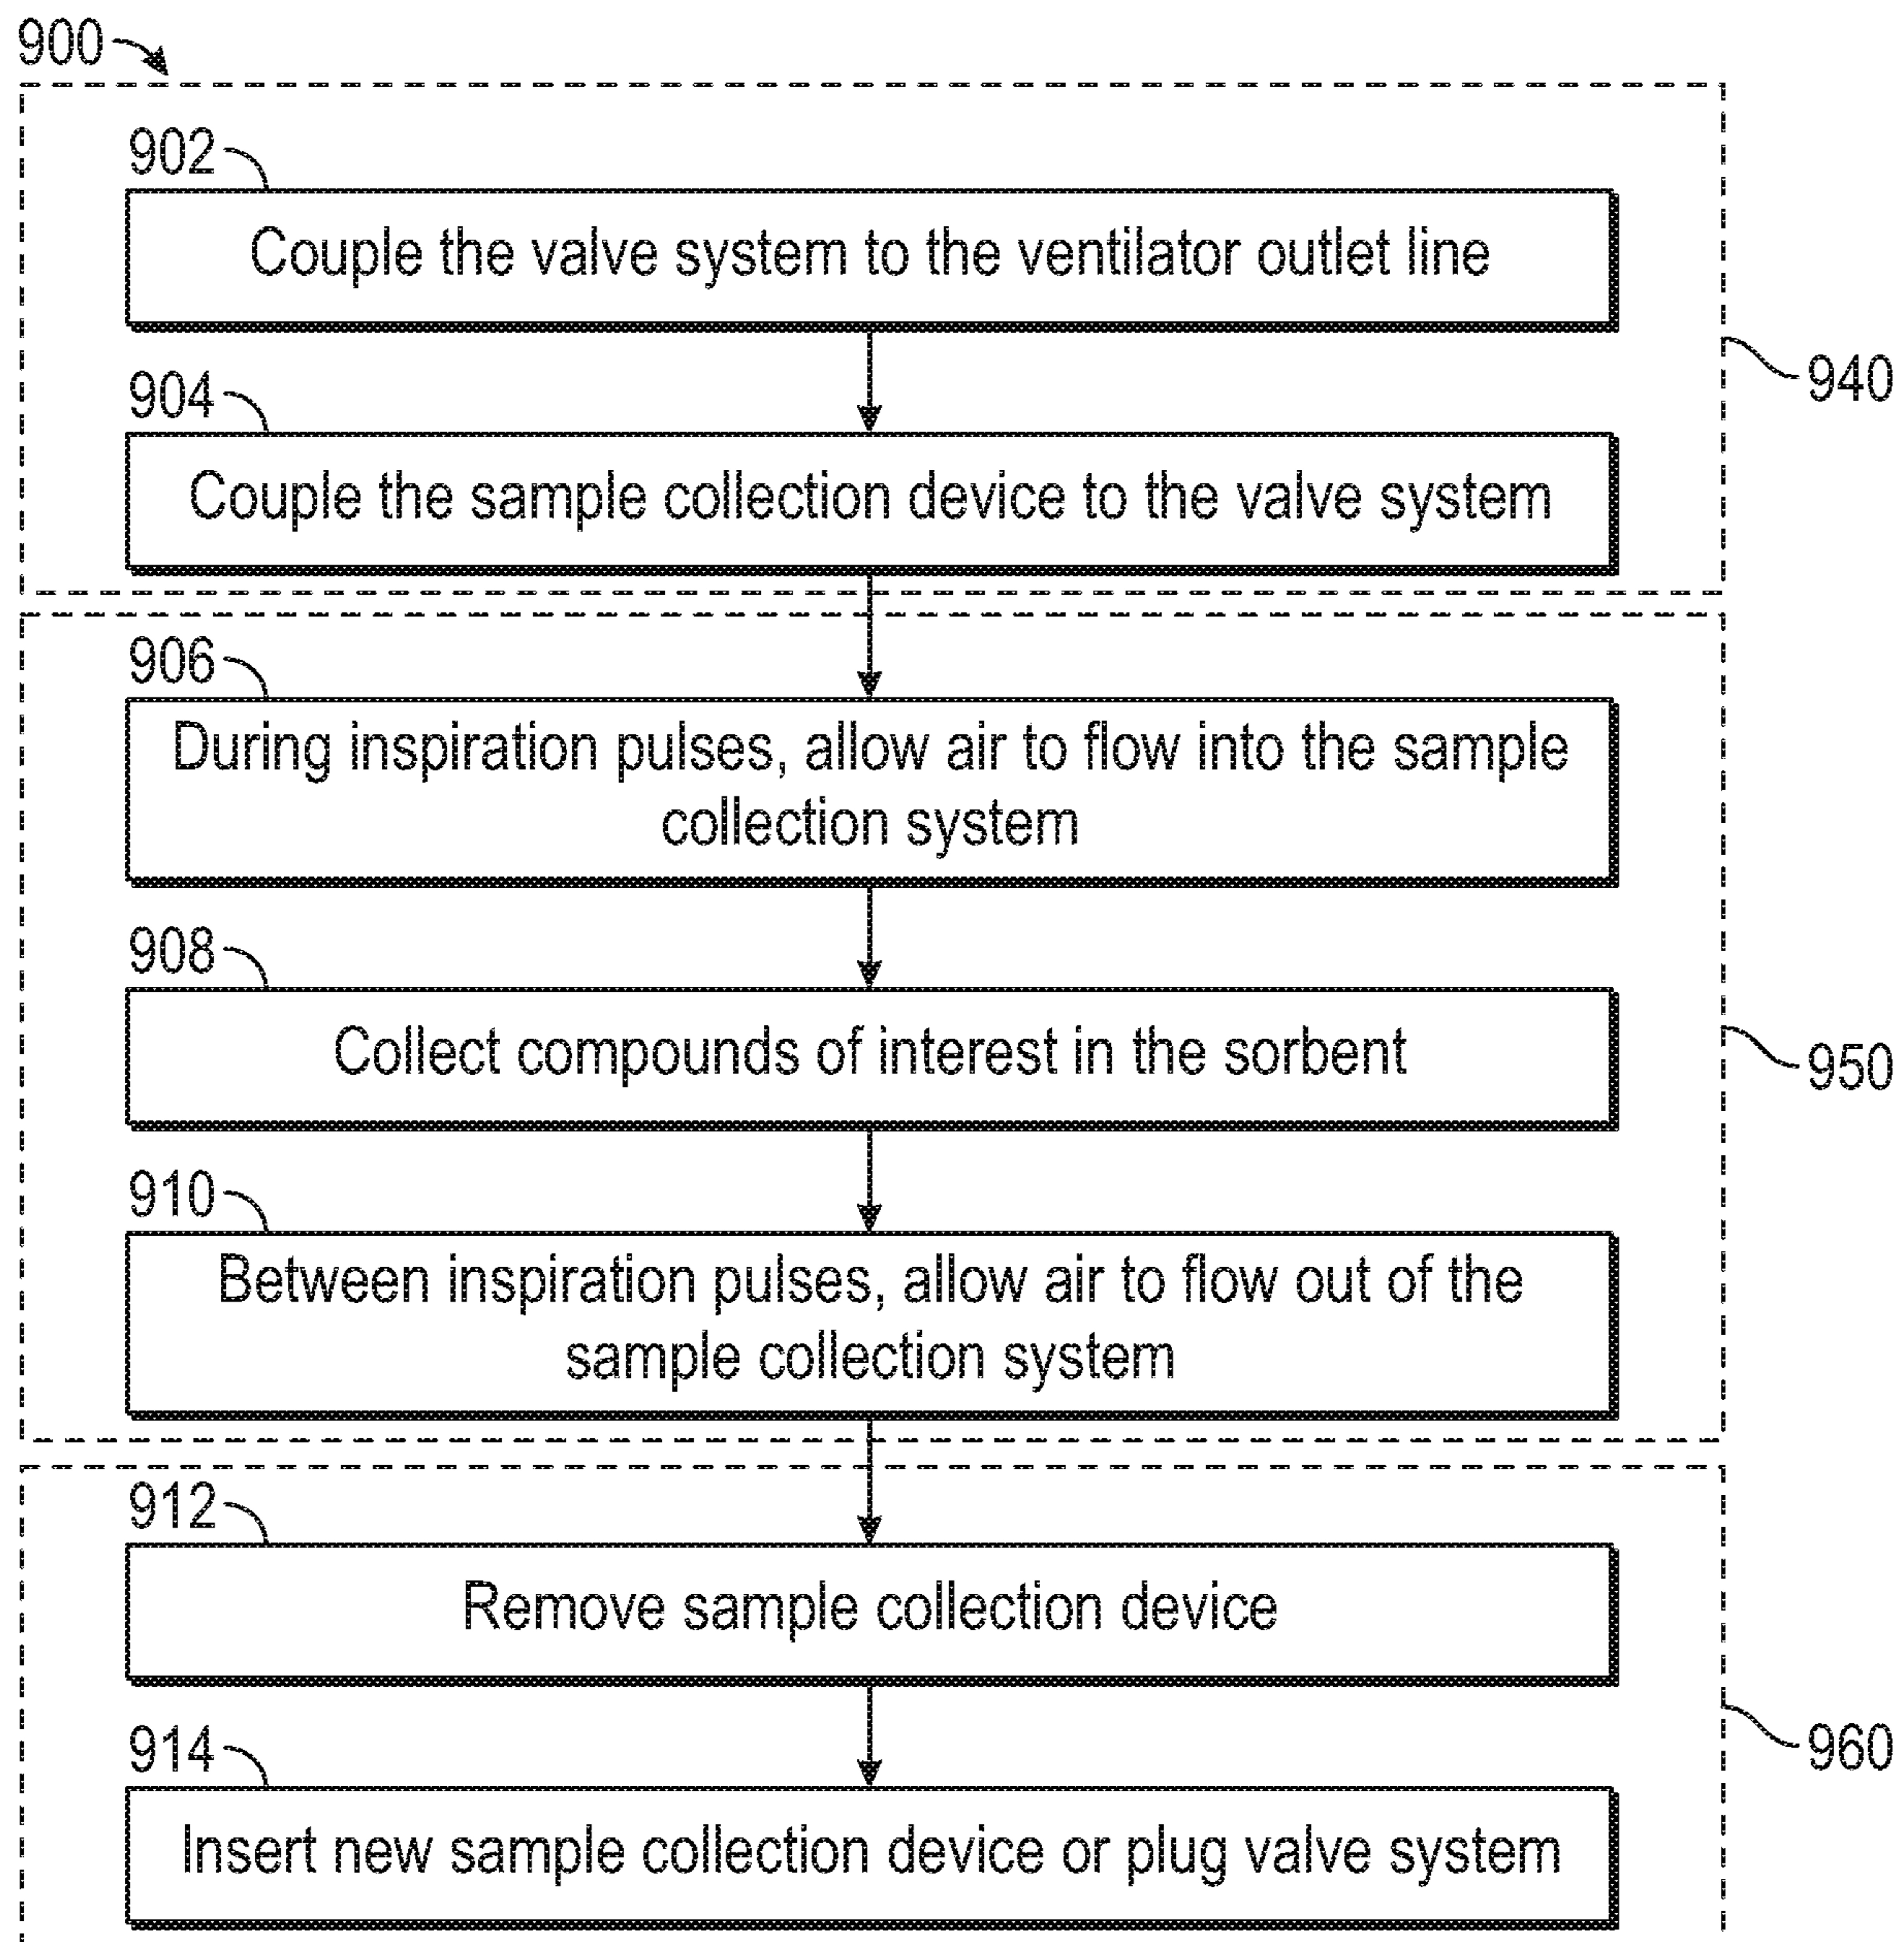 900
902
Couple the valve system to the ventilator outlet line
904
Couple the sample collection device to the valve system
940
906
During inspiration pulses, allow air to flow into the sample
collection system
908
Collect compounds of interest in the sorbent
950
910
Between inspiration pulses, allow air to flow out of the
sample collection system
912
Remove sample collection device
960
914
Insert new sample collection device or plug valve system